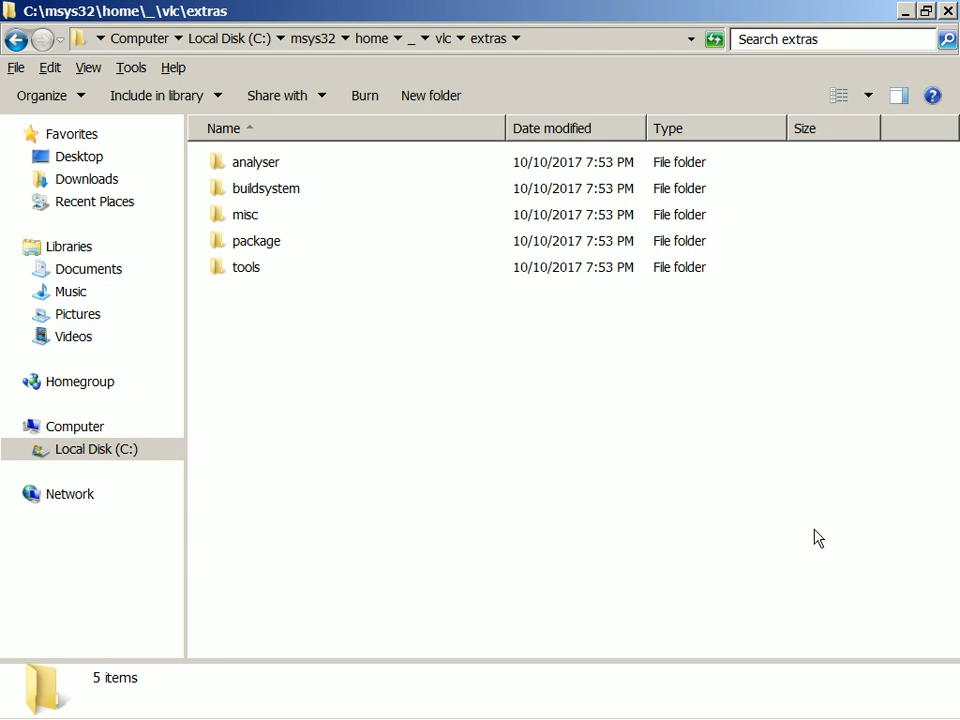 C:\msys32\home\_\vlc\extras
Computer Local Disk (C:) msys32 home _ vlc extras
Search extras
File Edit View Tools Help
Organize Include in library Share with Burn New folder
Name Date modified Type Size
Favorites
Desktop
Downloads
Recent Places
Libraries
Documents
Music
Pictures
Videos
Homegroup
Computer
Local Disk (C:)
Network
analyser 10/10/2017 7:53 PM File folder
buildsystem 10/10/2017 7:53 PM File folder
misc 10/10/2017 7:53 PM File folder
package 10/10/2017 7:53 PM File folder
tools 10/10/2017 7:53 PM File folder
5 items